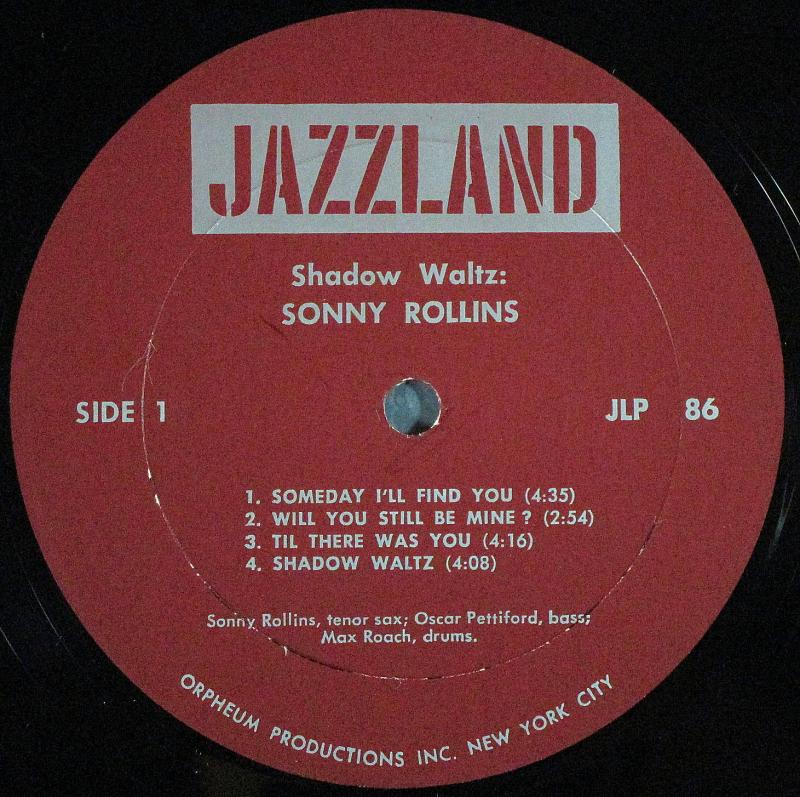 JAZZLAND
Shadow Waltz:
SONNY ROLLINS
SIDE 1
JLP 86
1. SOMEDAY I'LL FIND YOU (4:35)
2. WILL YOU STILL BE MINE? (2:54)
3. TIL THERE WAS YOU (4:16)
4. SHADOW WALTZ (4:08)
Sonny Rollins, tenor sax; Oscar Pettiford, bass;
Max Roach, drums.
ORPHEUM PRODUCTIONS INC. NEW YORK CITY